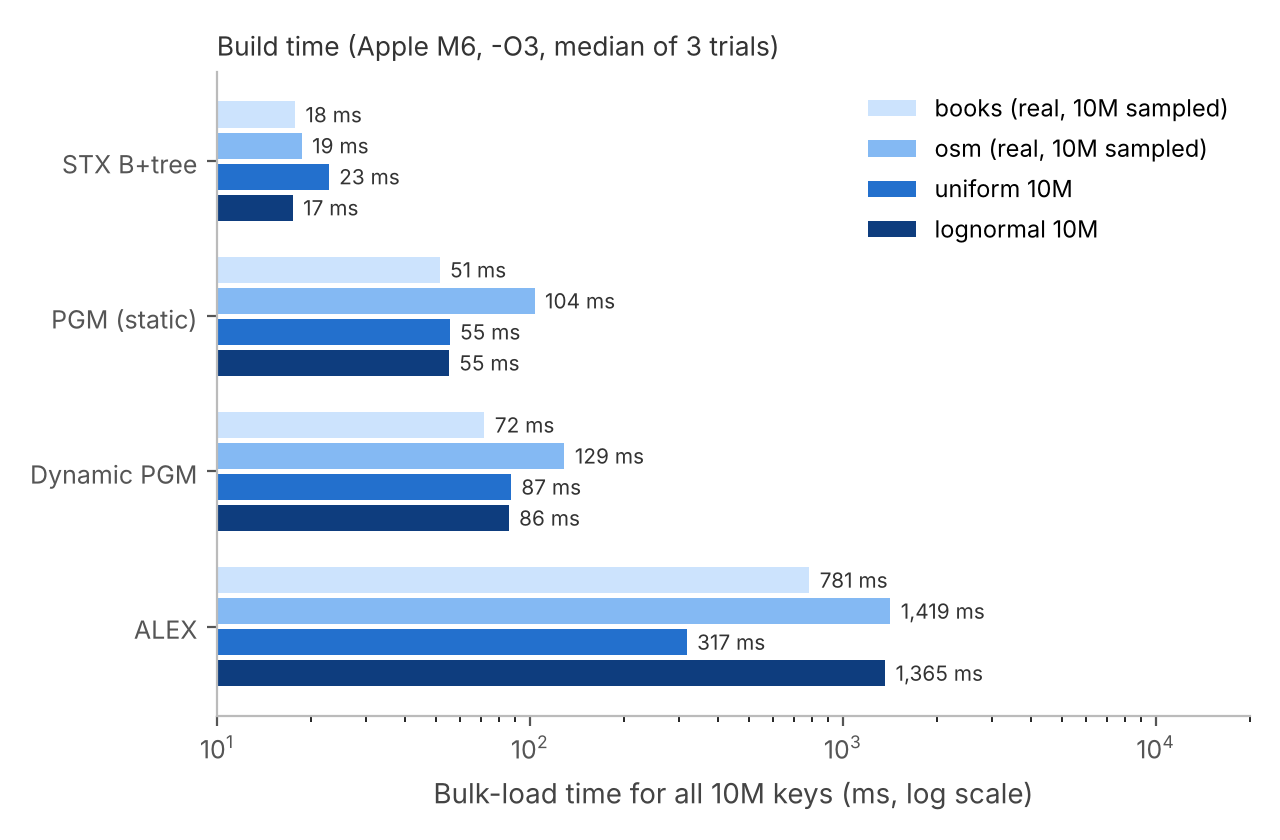 Build time (Apple M6, -O3, median of 3 trials)
books (real, 10M sampled)
osm (real, 10M sampled)
uniform 10M
lognormal 10M
STX B+tree
18 ms
19 ms
23 ms
17 ms
PGM (static)
51 ms
104 ms
55 ms
55 ms
Dynamic PGM
72 ms
129 ms
87 ms
86 ms
ALEX
781 ms
1,419 ms
317 ms
1,365 ms
10¹ 10² 10³ 10⁴
Bulk-load time for all 10M keys (ms, log scale)